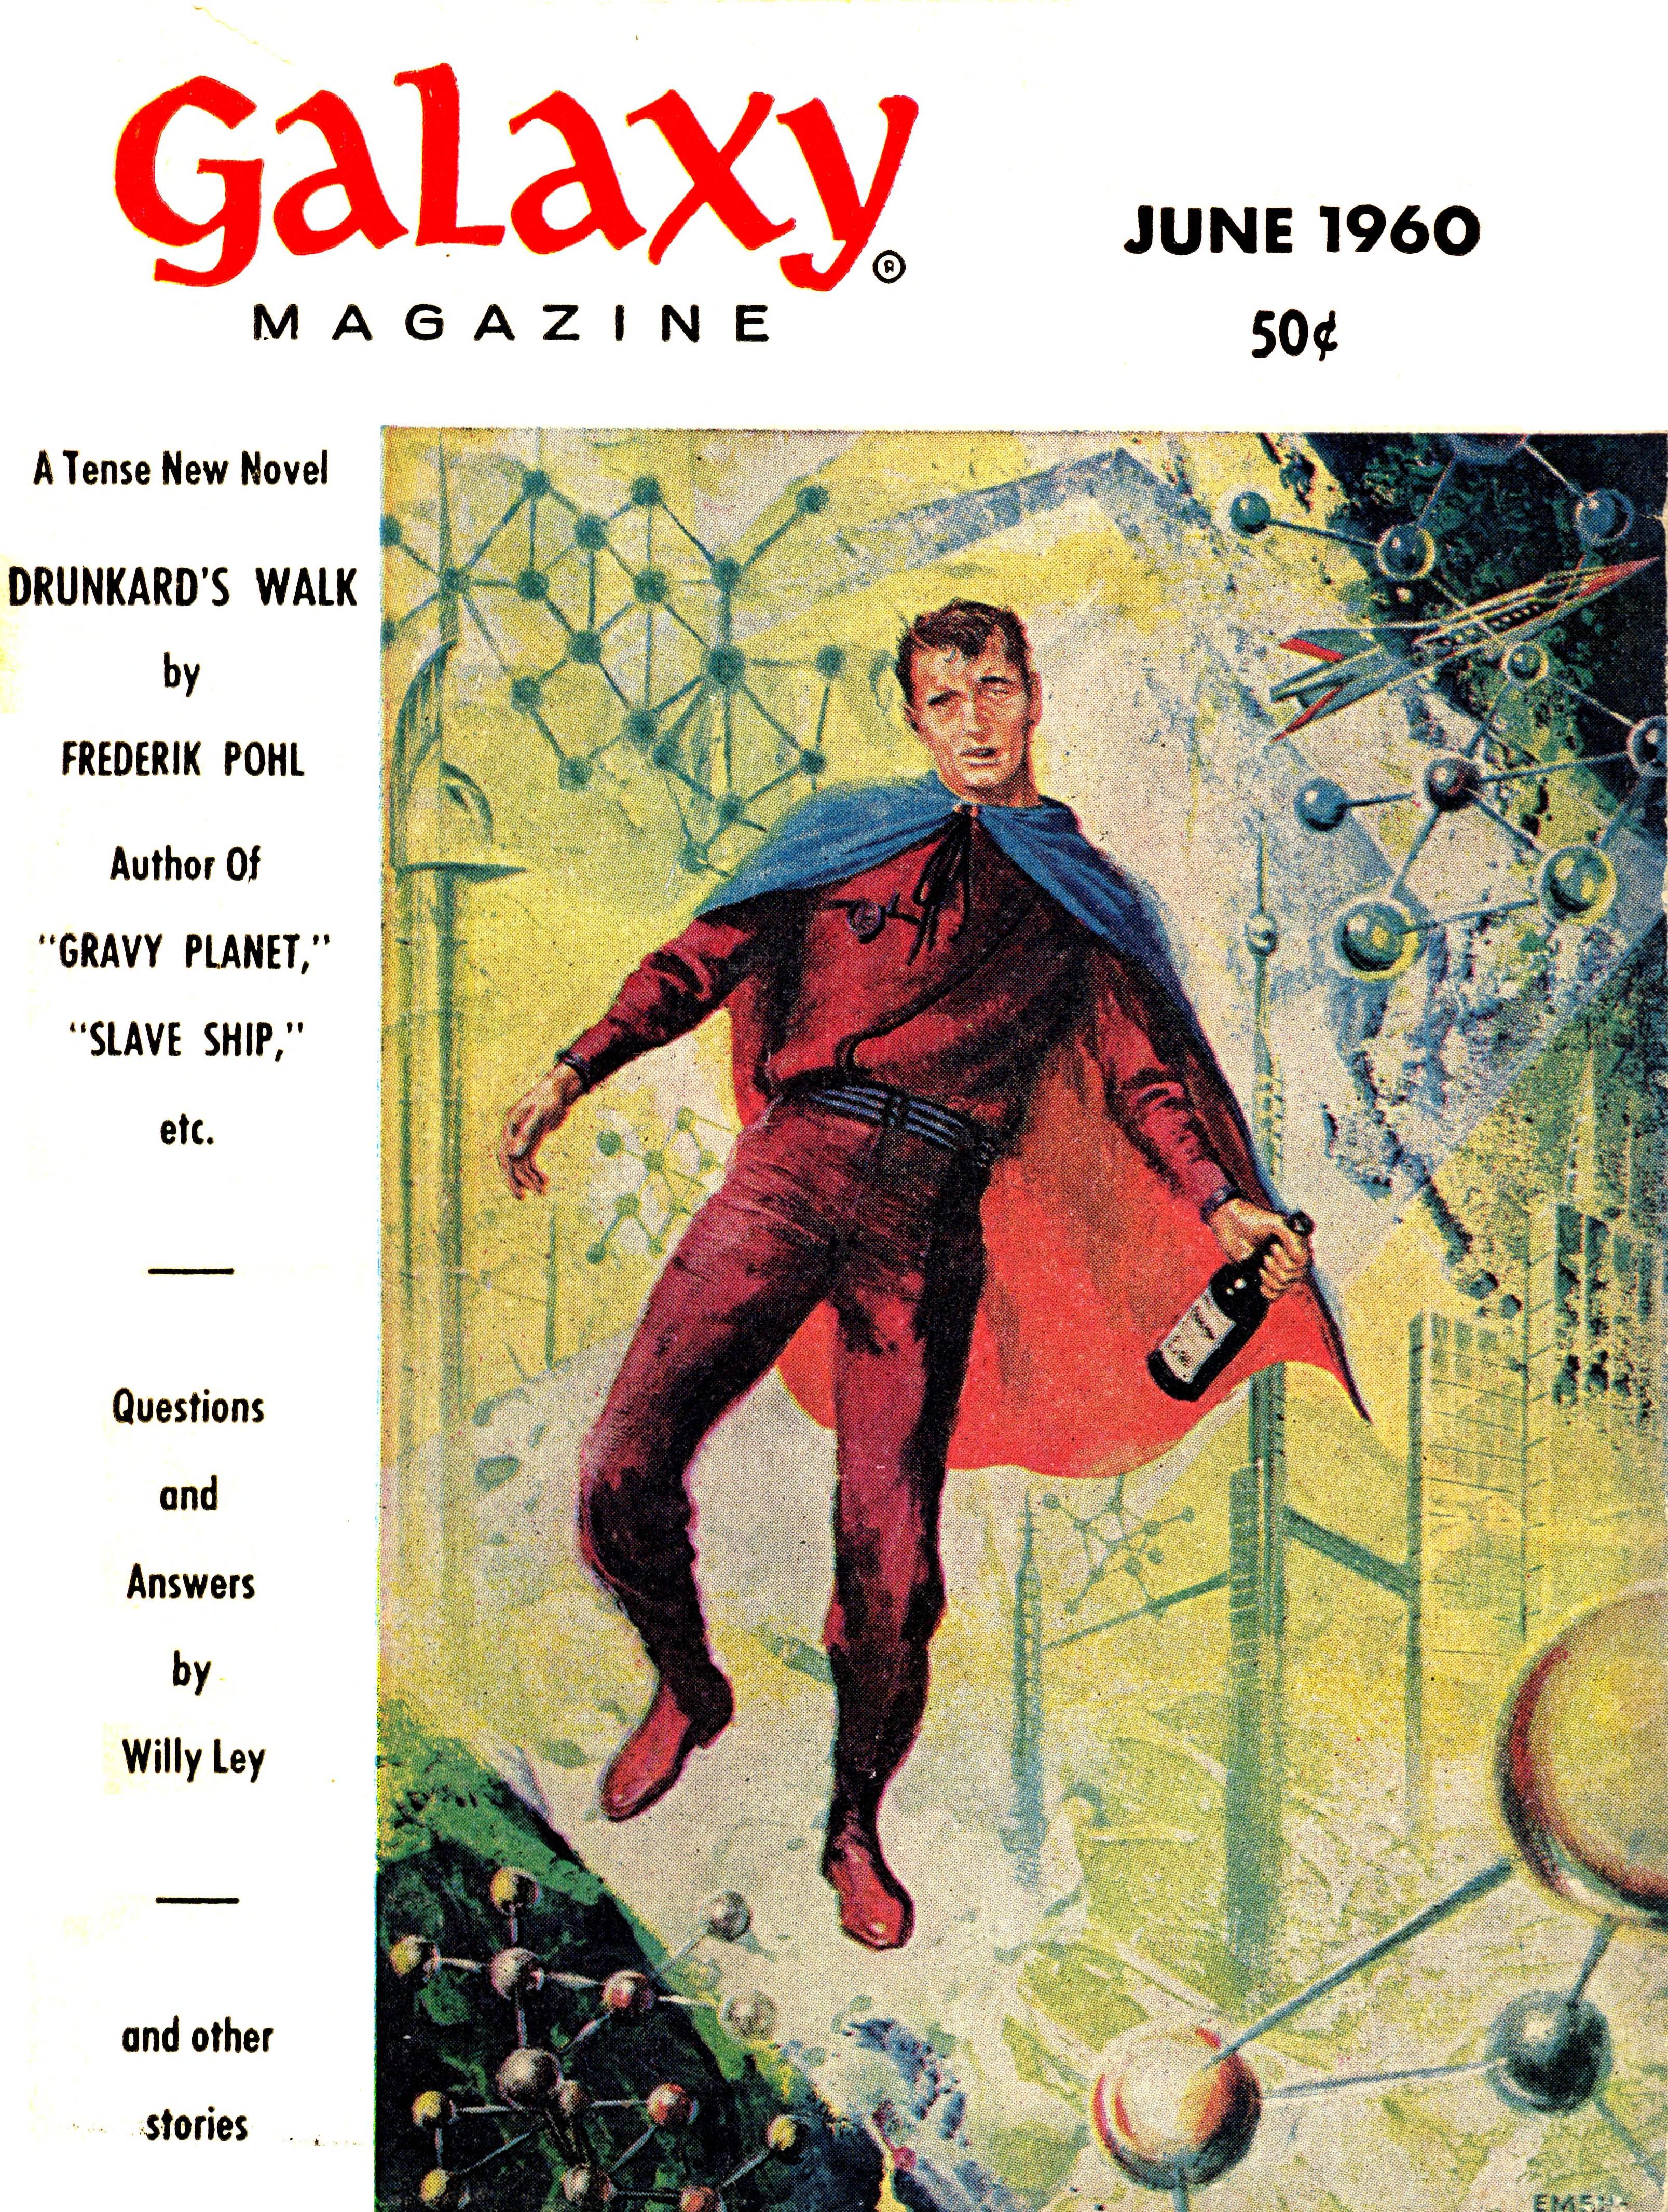 Galaxy®
MAGAZINE
JUNE 1960
50¢
A Tense New Novel
DRUNKARD'S WALK
by
FREDERIK POHL
Author Of
"GRAVY PLANET,"
"SLAVE SHIP,"
etc.
Questions
and
Answers
by
Willy Ley
and other
stories